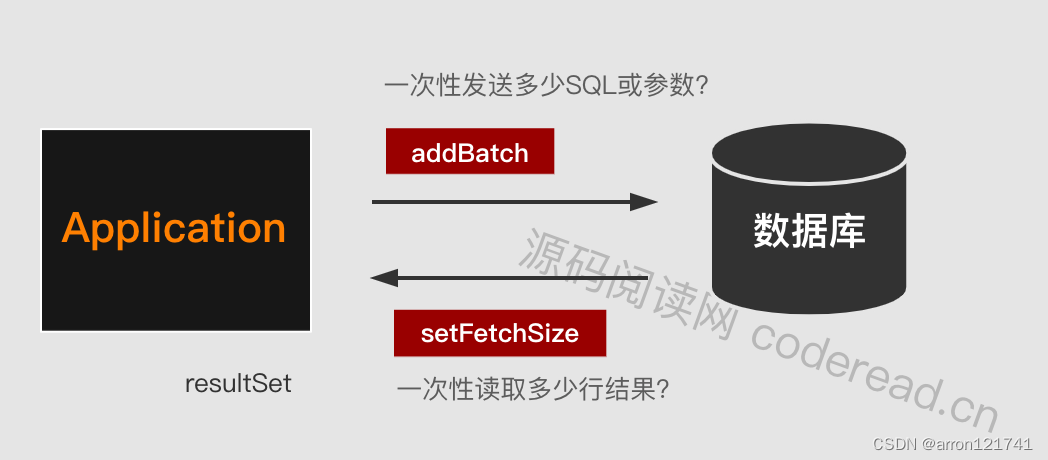 一次性发送多少SQL或参数?
addBatch
Application
数据库
源码阅读网 coderead.cn
setFetchSize
resultSet
一次性读取多少行结果?
CSDN @arron121741